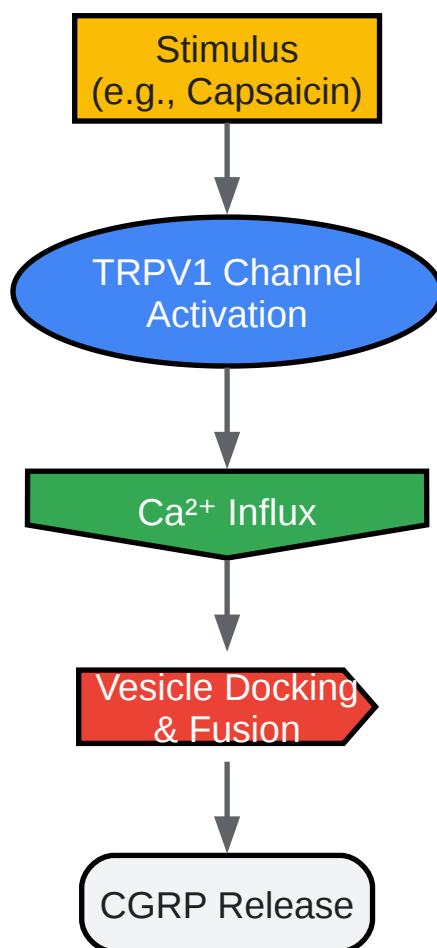 Stimulus
(e.g., Capsaicin)
TRPV1 Channel
Activation
Ca²⁺ Influx
Vesicle Docking
& Fusion
CGRP Release